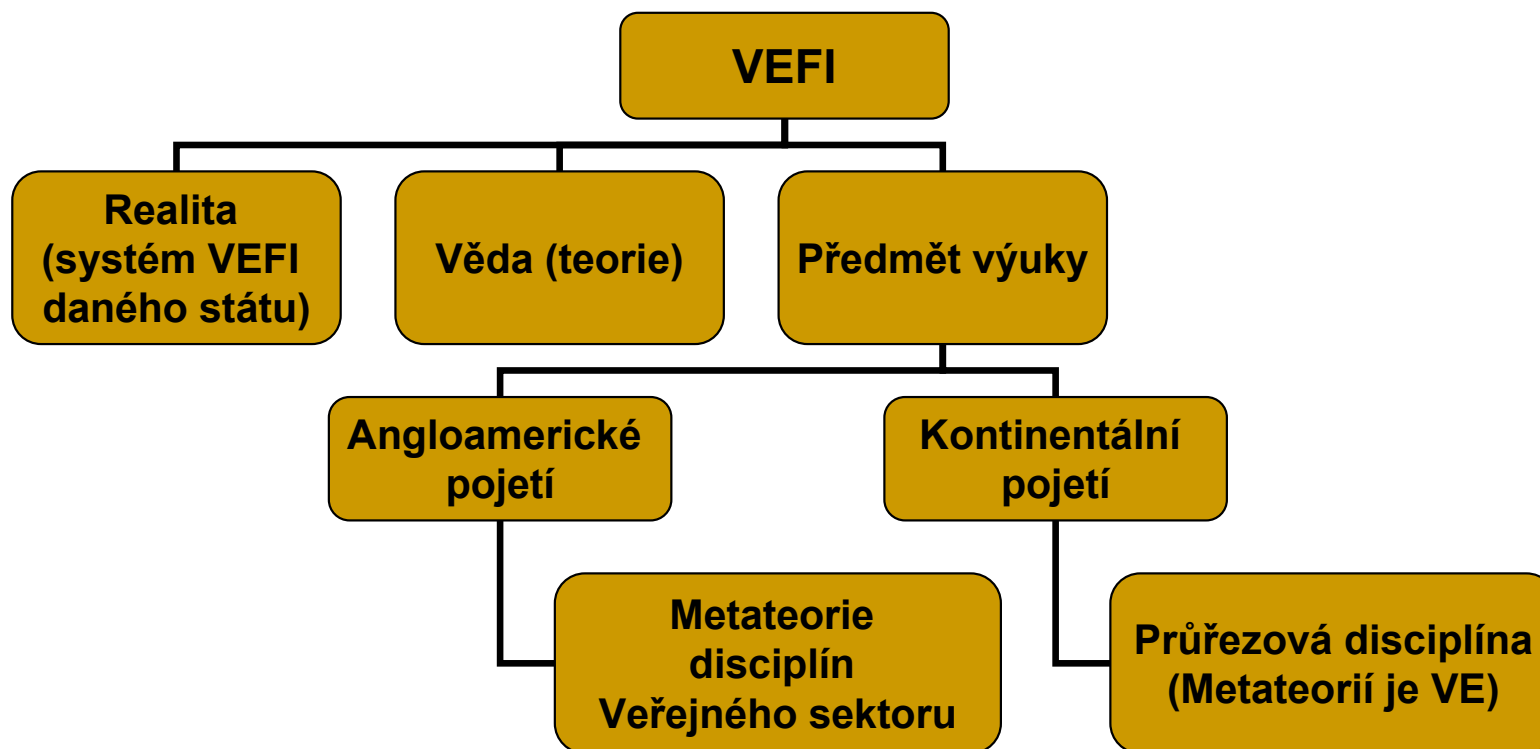 VEFI
Realita
(systém VEFI
daného státu)
Věda (teorie)
Předmět výuky
Angloamerické
pojetí
Kontinentální
pojetí
Metateorie
disciplín
Veřejného sektoru
Průřezová disciplína
(Metateorií je VE)